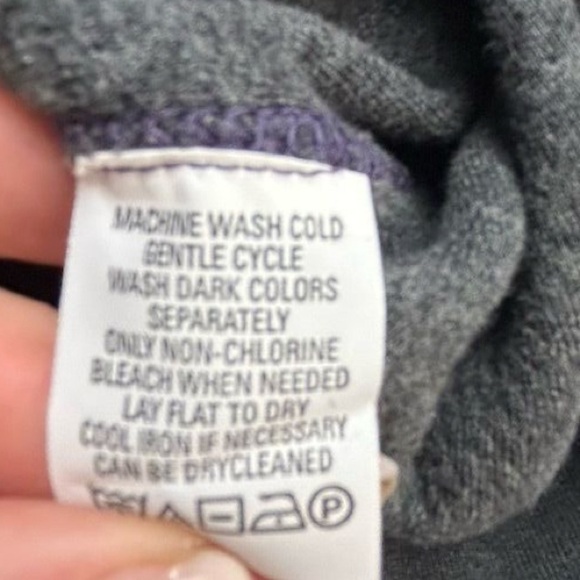 MACHINE WASH COLD
GENTLE CYCLE
WASH DARK COLORS
SEPARATELY
ONLY NON-CHLORINE
BLEACH WHEN NEEDED
LAY FLAT TO DRY
COOL IRON IF NECESSARY
CAN BE DRYCLEANED
P